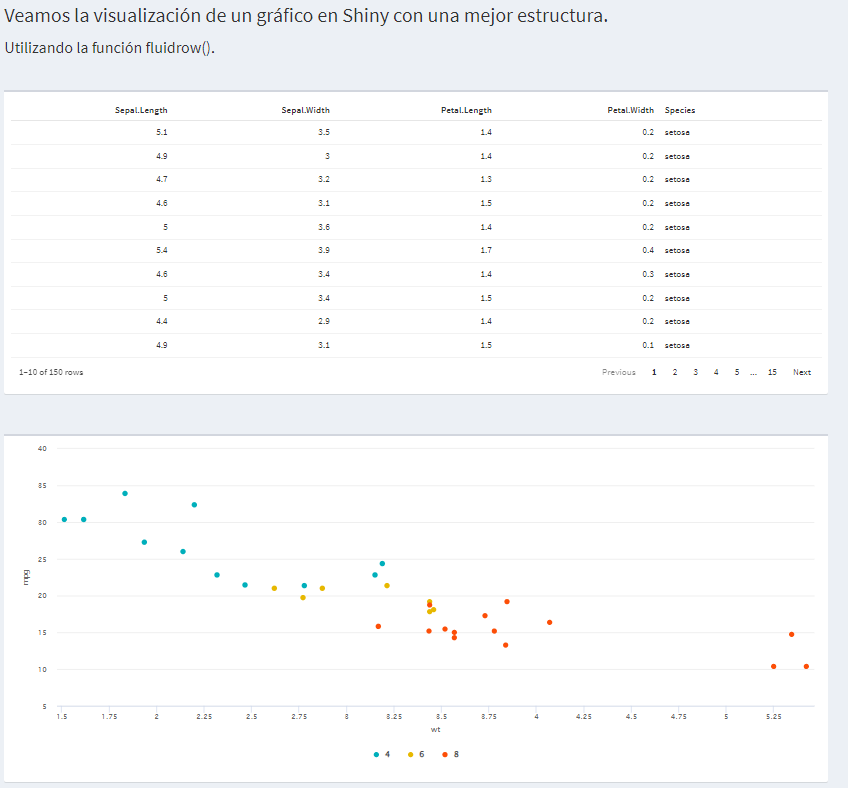 Veamos la visualización de un gráfico en Shiny con una mejor estructura.
Utilizando la función fluidrow().
Sepal.Length Sepal.Width Petal.Length Petal.Width Species
5.1 3.5 1.4 0.2 setosa
4.9 3 1.4 0.2 setosa
4.7 3.2 1.3 0.2 setosa
4.6 3.1 1.5 0.2 setosa
5 3.6 1.4 0.2 setosa
5.4 3.9 1.7 0.4 setosa
4.6 3.4 1.4 0.3 setosa
5 3.4 1.5 0.2 setosa
4.4 2.9 1.4 0.2 setosa
4.9 3.1 1.5 0.1 setosa
1–10 of 150 rows Previous 1 2 3 4 5 ... 15 Next
40
35
30
25
20
15
10
5
mpg
1.5 1.75 2 2.25 2.5 2.75 3 3.25 3.5 3.75 4 4.25 4.5 4.75 5 5.25
wt
4 6 8